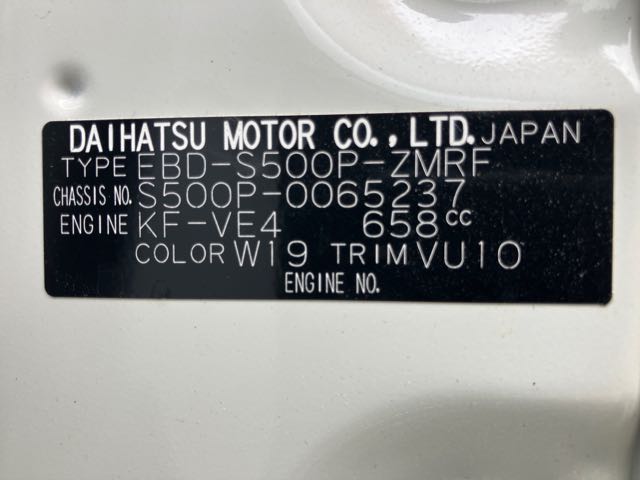 DAIHATSU MOTOR CO., LTD. JAPAN
TYPE EBD-S500P-ZMRF
CHASSIS NO. S500P-0065237
ENGINE KF-VE4 658cc
COLOR W19 TRIM VU10
ENGINE NO.